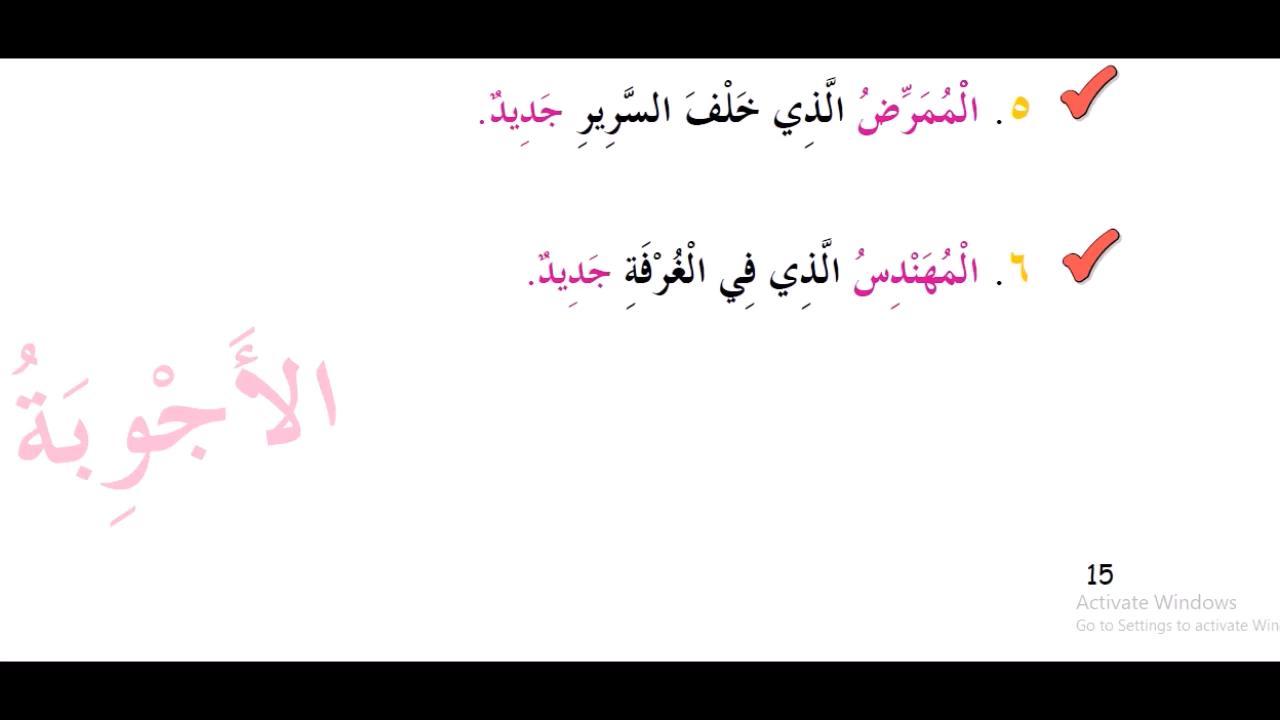 ٥. الْمُمَرِّضُ الَّذِي خَلْفَ السَّرِيرِ جَدِيدٌ.
٦. الْمُهَنْدِسُ الَّذِي فِي الْغُرْفَةِ جَدِيدٌ.
الأَجْوِبَةُ
15
Activate Windows
Go to Settings to activate Win